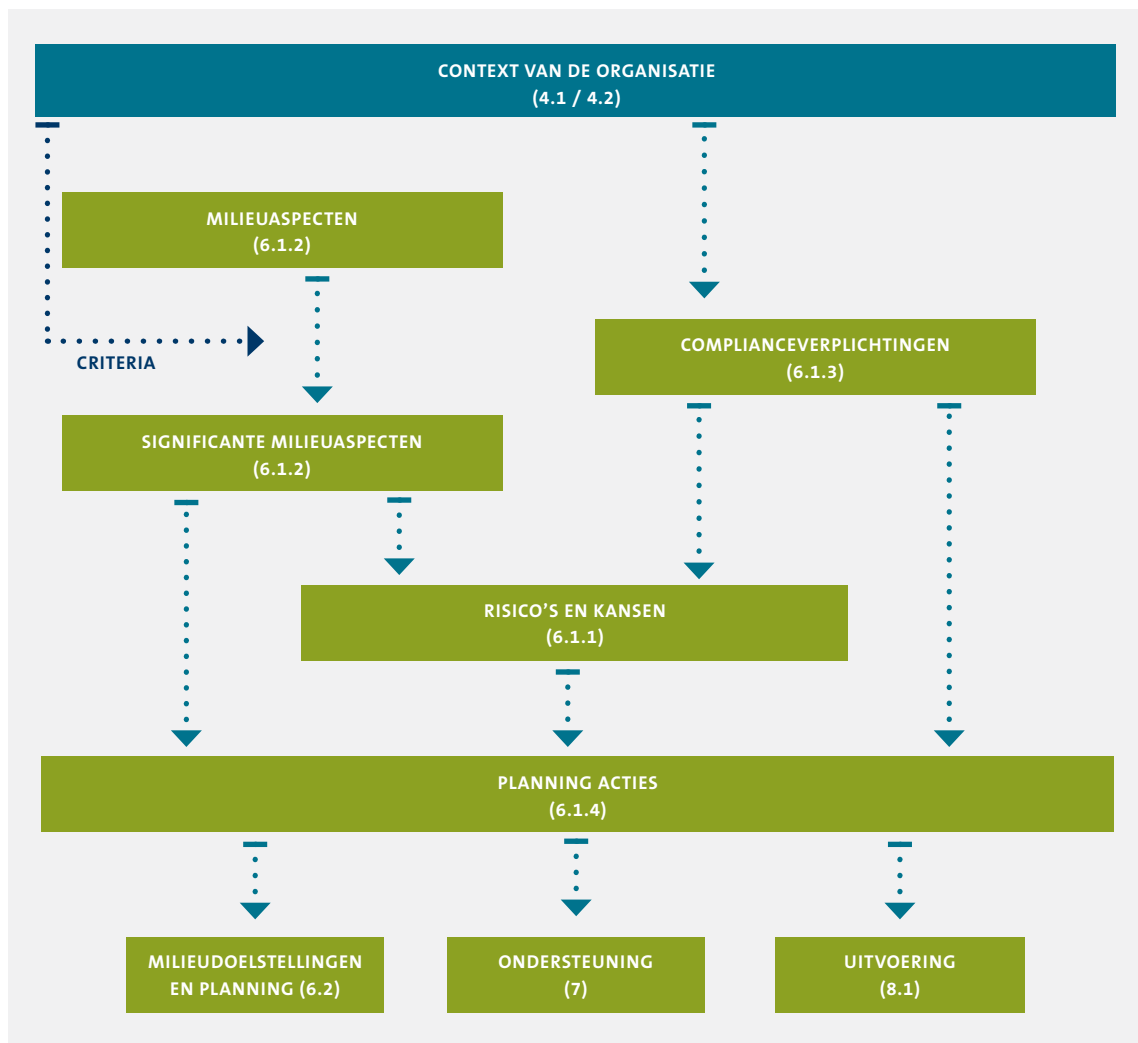 CONTEXT VAN DE ORGANISATIE
(4.1 / 4.2)
MILIEUASPECTEN
(6.1.2)
CRITERIA
COMPLIANCEVERPLICHTINGEN
(6.1.3)
SIGNIFICANTE MILIEUASPECTEN
(6.1.2)
RISICO’S EN KANSEN
(6.1.1)
PLANNING ACTIES
(6.1.4)
MILIEUDOELSTELLINGEN
EN PLANNING (6.2)
ONDERSTEUNING
(7)
UITVOERING
(8.1)